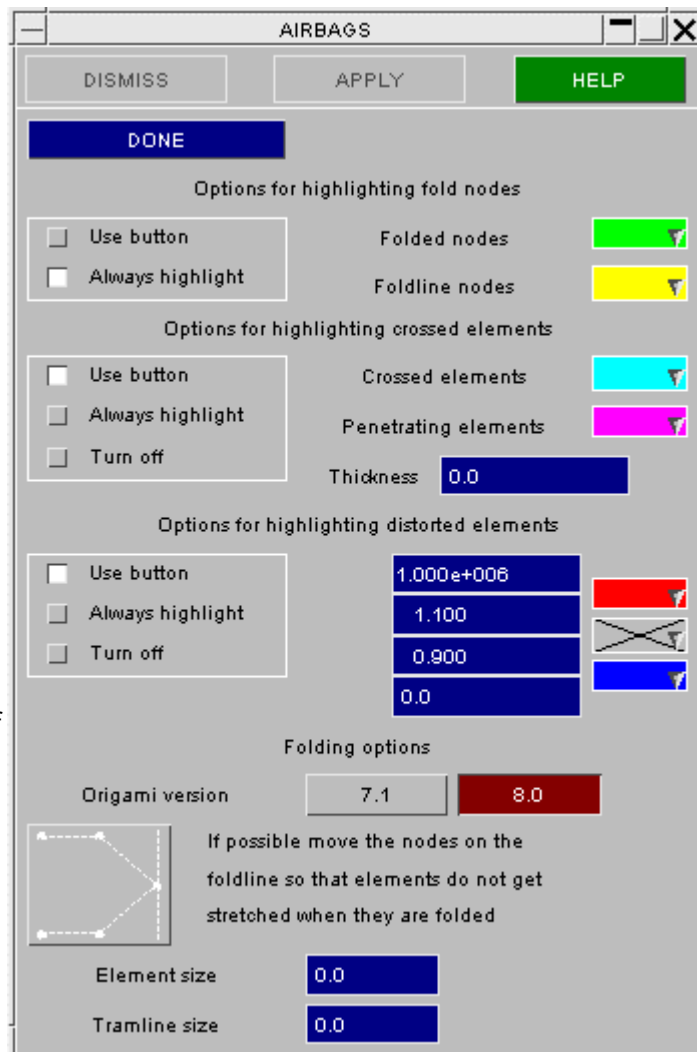 AIRBAGS
DISMISS APPLY HELP
DONE
Options for highlighting fold nodes
Use button Folded nodes
Always highlight Foldline nodes
Options for highlighting crossed elements
Use button Crossed elements
Always highlight Penetrating elements
Turn off
Thickness 0.0
Options for highlighting distorted elements
Use button 1.000e+006
Always highlight 1.100
Turn off 0.900
0.0
Folding options
Origami version 7.1 8.0
If possible move the nodes on the
foldline so that elements do not get
stretched when they are folded
Element size 0.0
Tramline size 0.0